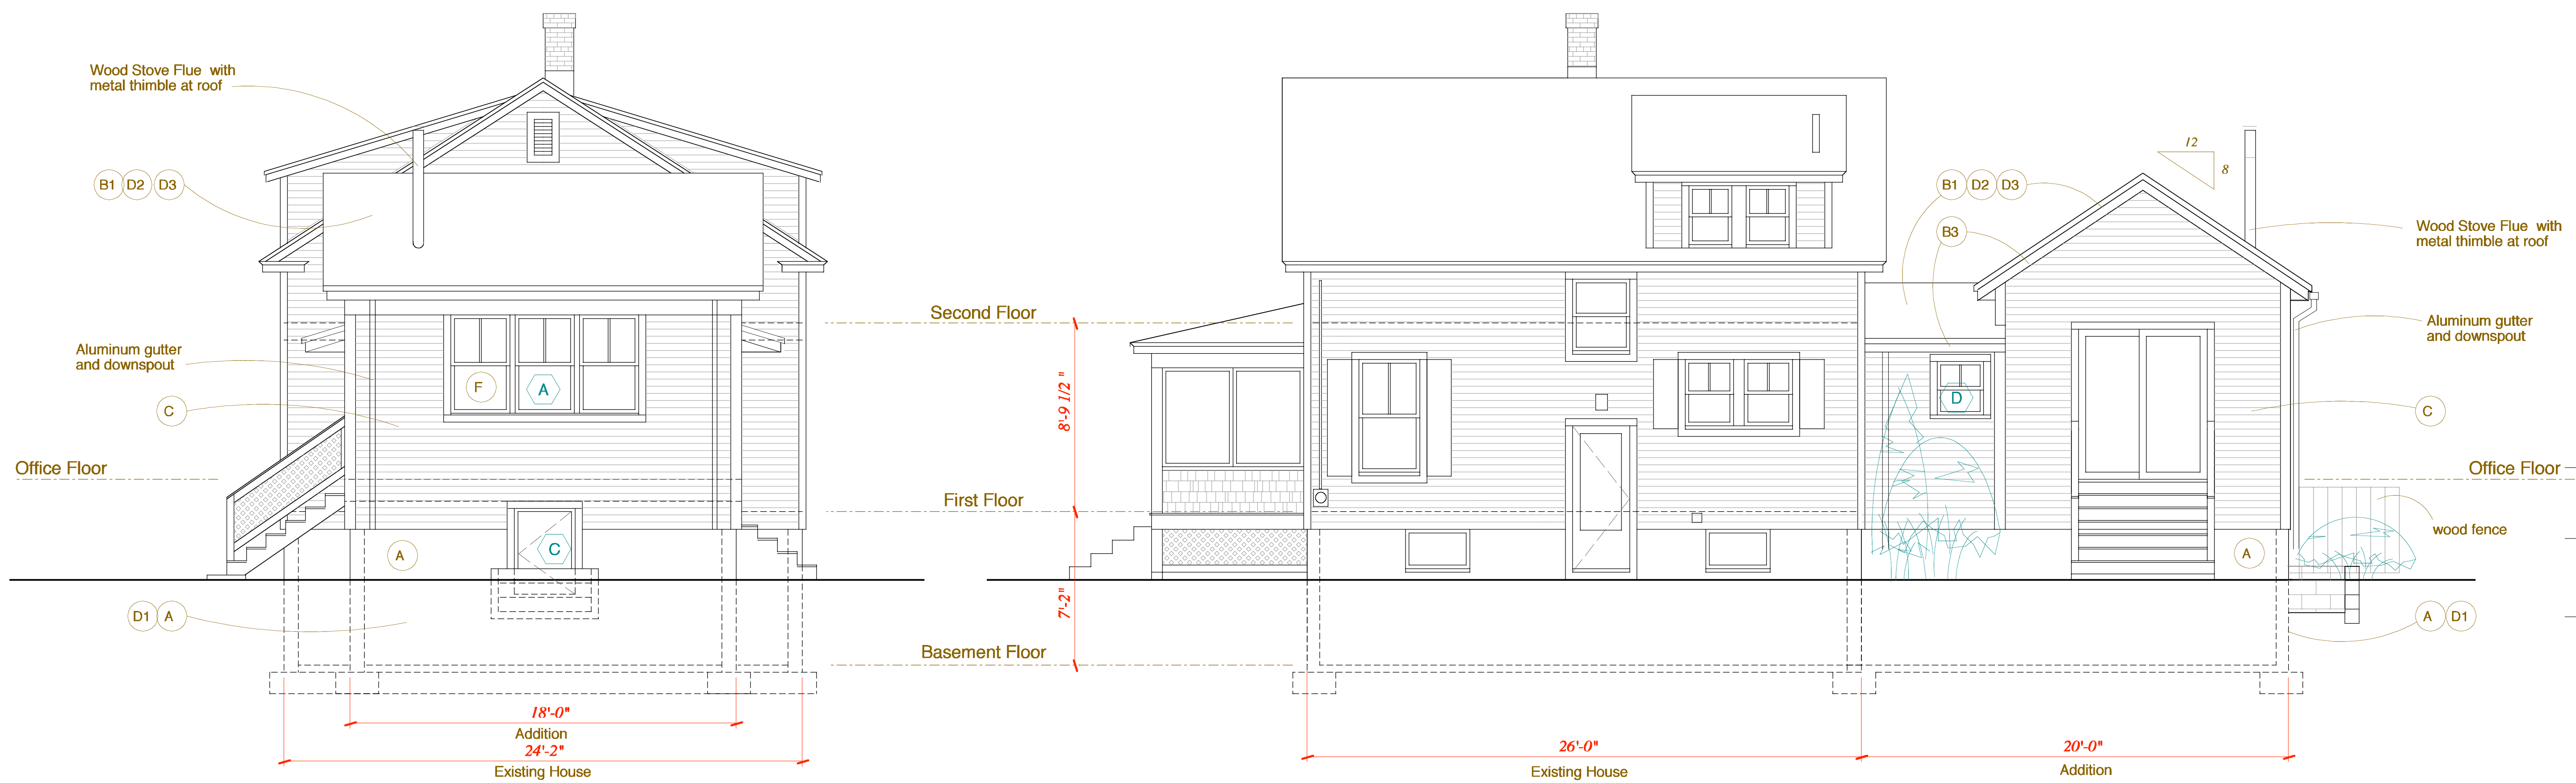 Wood Stove Flue with
metal thimble at roof
B1 D2 D3
Aluminum gutter
and downspout
C
Office Floor
F
A
A
C
D1 A
18'-0"
Addition
24'-2"
Existing House
Second Floor
8'-9 1/2 "
First Floor
7'-2"
Basement Floor
12
8
B1 D2 D3
B3
D
Wood Stove Flue with
metal thimble at roof
Aluminum gutter
and downspout
C
Office Floor
wood fence
A
A D1
26'-0"
Existing House
20'-0"
Addition